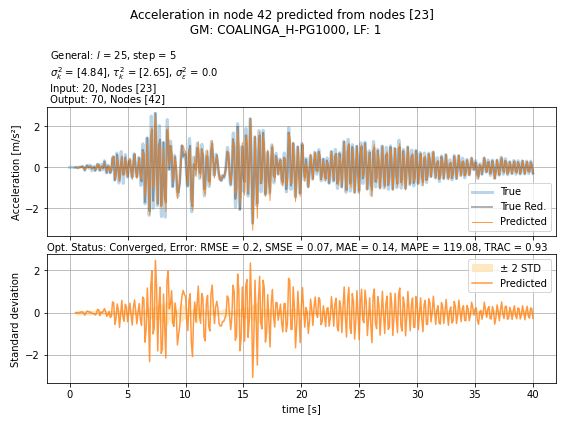 Acceleration in node 42 predicted from nodes [23]
GM: COALINGA_H-PG1000, LF: 1
General: l = 25, step = 5
σ²ₖ = [4.84], τ²ₖ = [2.65], σ²ε = 0.0
Input: 20, Nodes [23]
Output: 70, Nodes [42]
Acceleration [m/s²]
2
0
−2
True
True Red.
Predicted
Opt. Status: Converged, Error: RMSE = 0.2, SMSE = 0.07, MAE = 0.14, MAPE = 119.08, TRAC = 0.93
Standard deviation
2
0
−2
± 2 STD
Predicted
0 5 10 15 20 25 30 35 40
time [s]